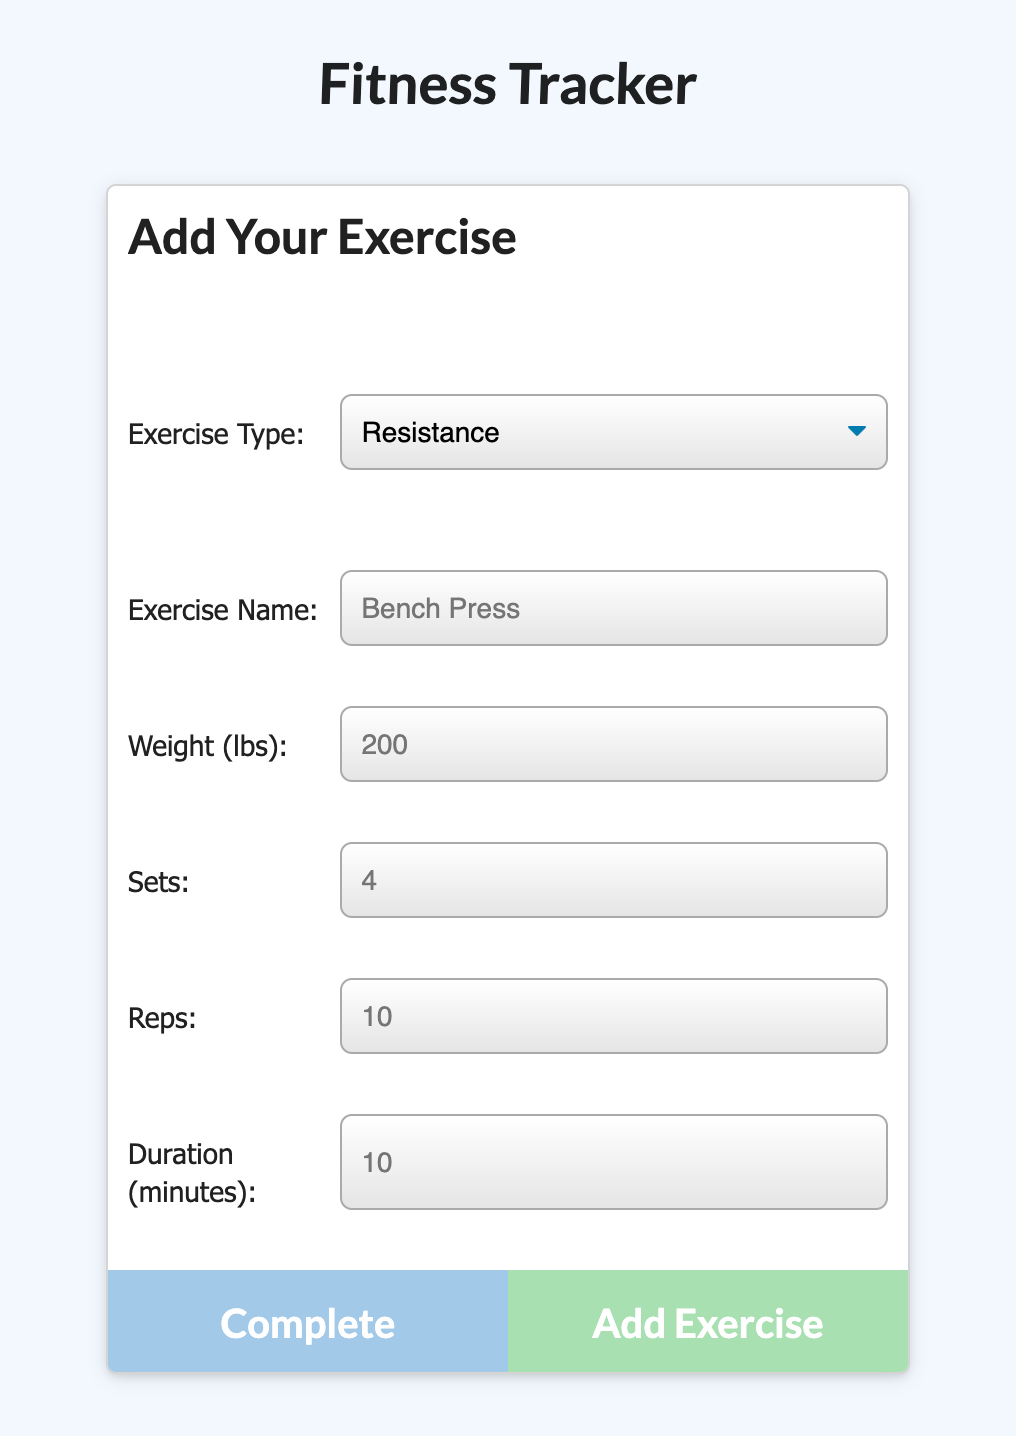 Fitness Tracker
Add Your Exercise
Exercise Type:
Resistance
Exercise Name:
Bench Press
Weight (lbs):
200
Sets:
4
Reps:
10
Duration
(minutes):
10
Complete
Add Exercise